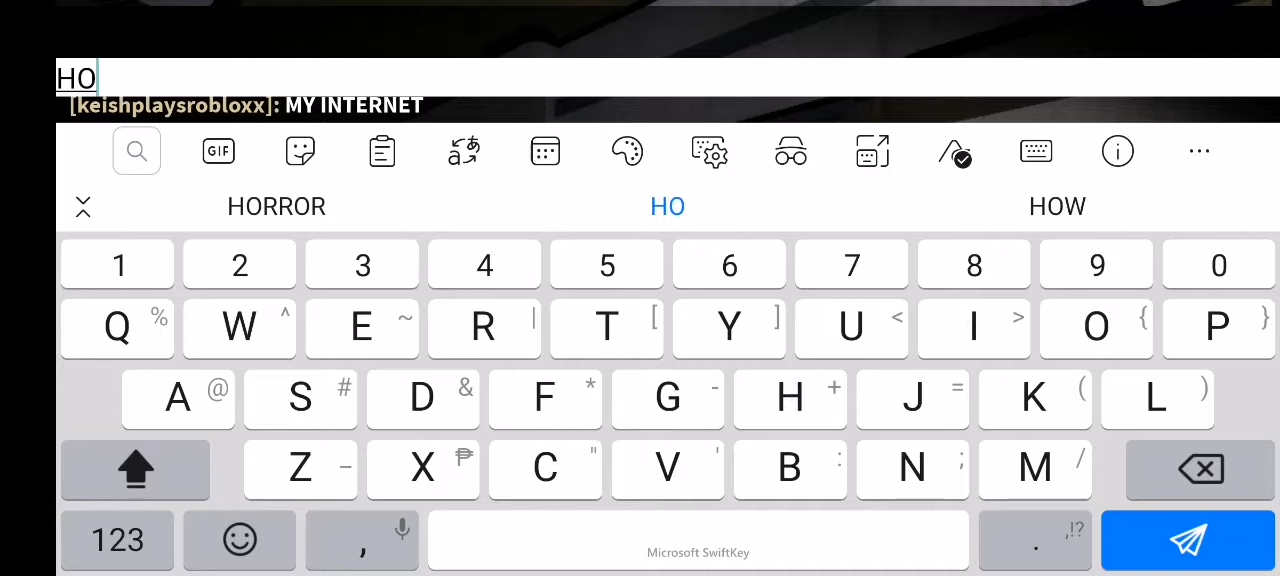 HO
[keishplaysrobloxx]: MY INTERNET
GIF
HORROR HO HOW
1 2 3 4 5 6 7 8 9 0
Q % W ^ E ~ R | T [ Y ] U < I > O { P }
A @ S # D & F * G - H + J = K ( L )
Z _ X ₱ C " V ' B : N ; M /
123 , Microsoft SwiftKey . ,!?